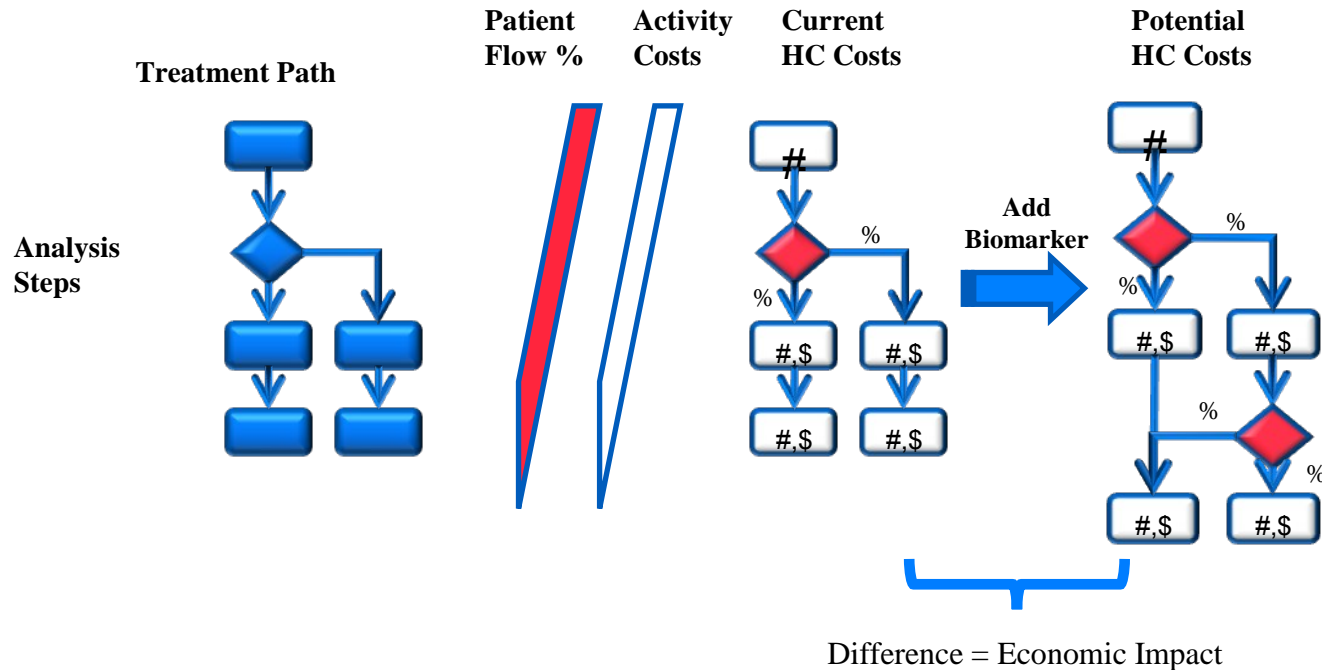 Patient
Flow %
Activity
Costs
Current
HC Costs
Potential
HC Costs
Treatment Path
Analysis
Steps
#
%
%
#,$
#,$
#,$
#,$
Add
Biomarker
#
%
%
#,$
#,$
%
%
#,$
#,$
Difference = Economic Impact